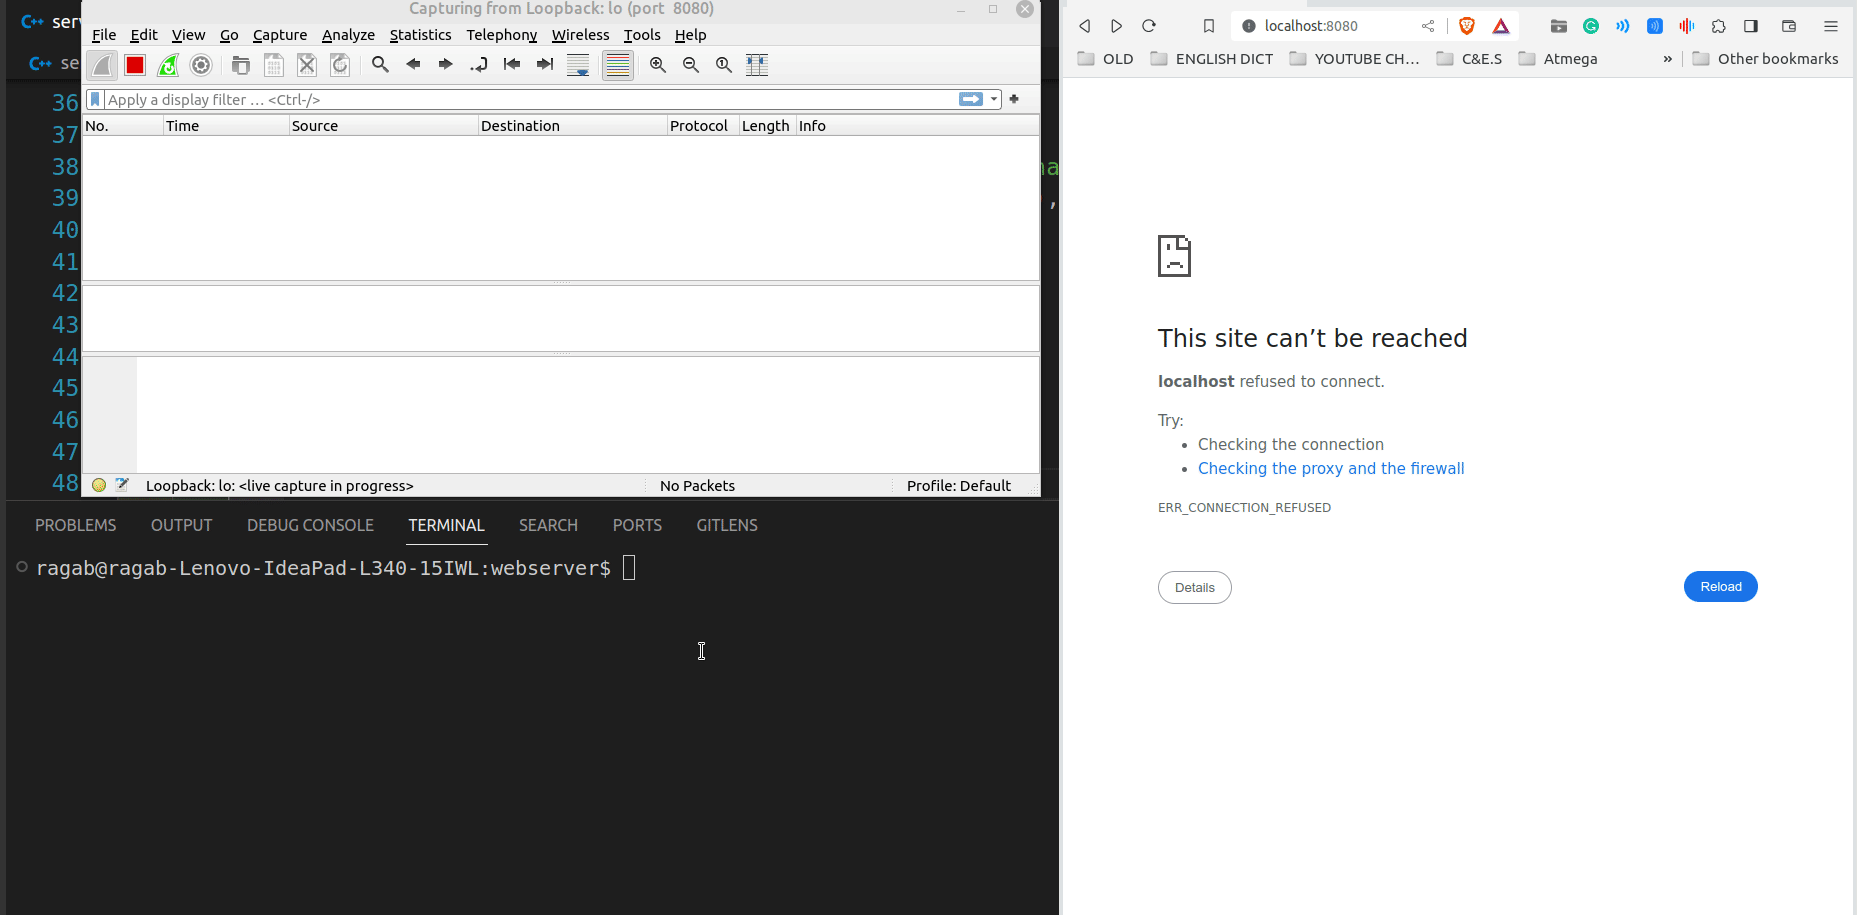 serv
Capturing from Loopback: lo (port 8080)
File Edit View Go Capture Analyze Statistics Telephony Wireless Tools Help
se
Apply a display filter … <Ctrl-/>
No. Time Source Destination Protocol Length Info
36
37
38
39
40
41
42
43
44
45
46
47
48
na
,
Loopback: lo: <live capture in progress> No Packets Profile: Default
PROBLEMS OUTPUT DEBUG CONSOLE TERMINAL SEARCH PORTS GITLENS
ragab@ragab-Lenovo-IdeaPad-L340-15IWL:webserver$
localhost:8080
OLD ENGLISH DICT YOUTUBE CH… C&E.S Atmega » Other bookmarks
This site can’t be reached
localhost refused to connect.
Try:
• Checking the connection
• Checking the proxy and the firewall
ERR_CONNECTION_REFUSED
Details Reload